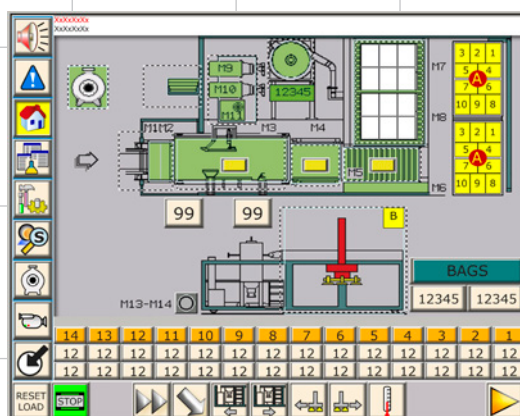 XxXxXxXx
XxXxXxXx
M9
M10
M11
12345
M7
M8
3 2 1
5 4
A
7 6
10 9 8
3 2 1
5 4
A
7 6
10 9 8
M1 M2
M3
M4
M5
M6
99
99
B
BAGS
12345
12345
M13-M14
14 13 12 11 10 9 8 7 6 5 4 3 2 1
12 12 12 12 12 12 12 12 12 12 12 12 12 12
12 12 12 12 12 12 12 12 12 12 12 12 12 12
RESET
LOAD
STOP
S